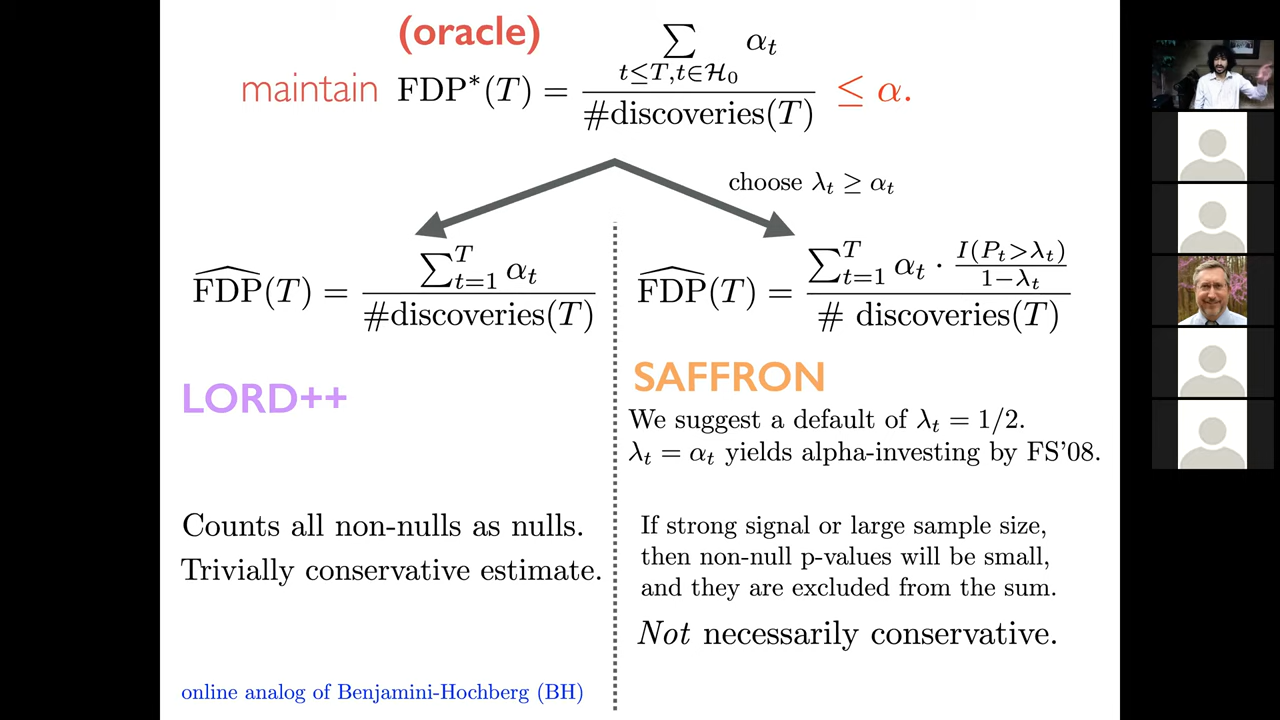 (oracle)
maintain FDP*(T) = ∑_{t≤T, t∈ℋ₀} α_t / #discoveries(T) ≤ α.
choose λ_t ≥ α_t
\widehat{FDP}(T) = ∑_{t=1}^{T} α_t / #discoveries(T)
LORD++
Counts all non-nulls as nulls.
Trivially conservative estimate.
online analog of Benjamini-Hochberg (BH)
\widehat{FDP}(T) = ∑_{t=1}^{T} α_t · \frac{I(P_t>λ_t)}{1−λ_t} / # discoveries(T)
SAFFRON
We suggest a default of λ_t = 1/2.
λ_t = α_t yields alpha-investing by FS'08.
If strong signal or large sample size,
then non-null p-values will be small,
and they are excluded from the sum.
Not necessarily conservative.